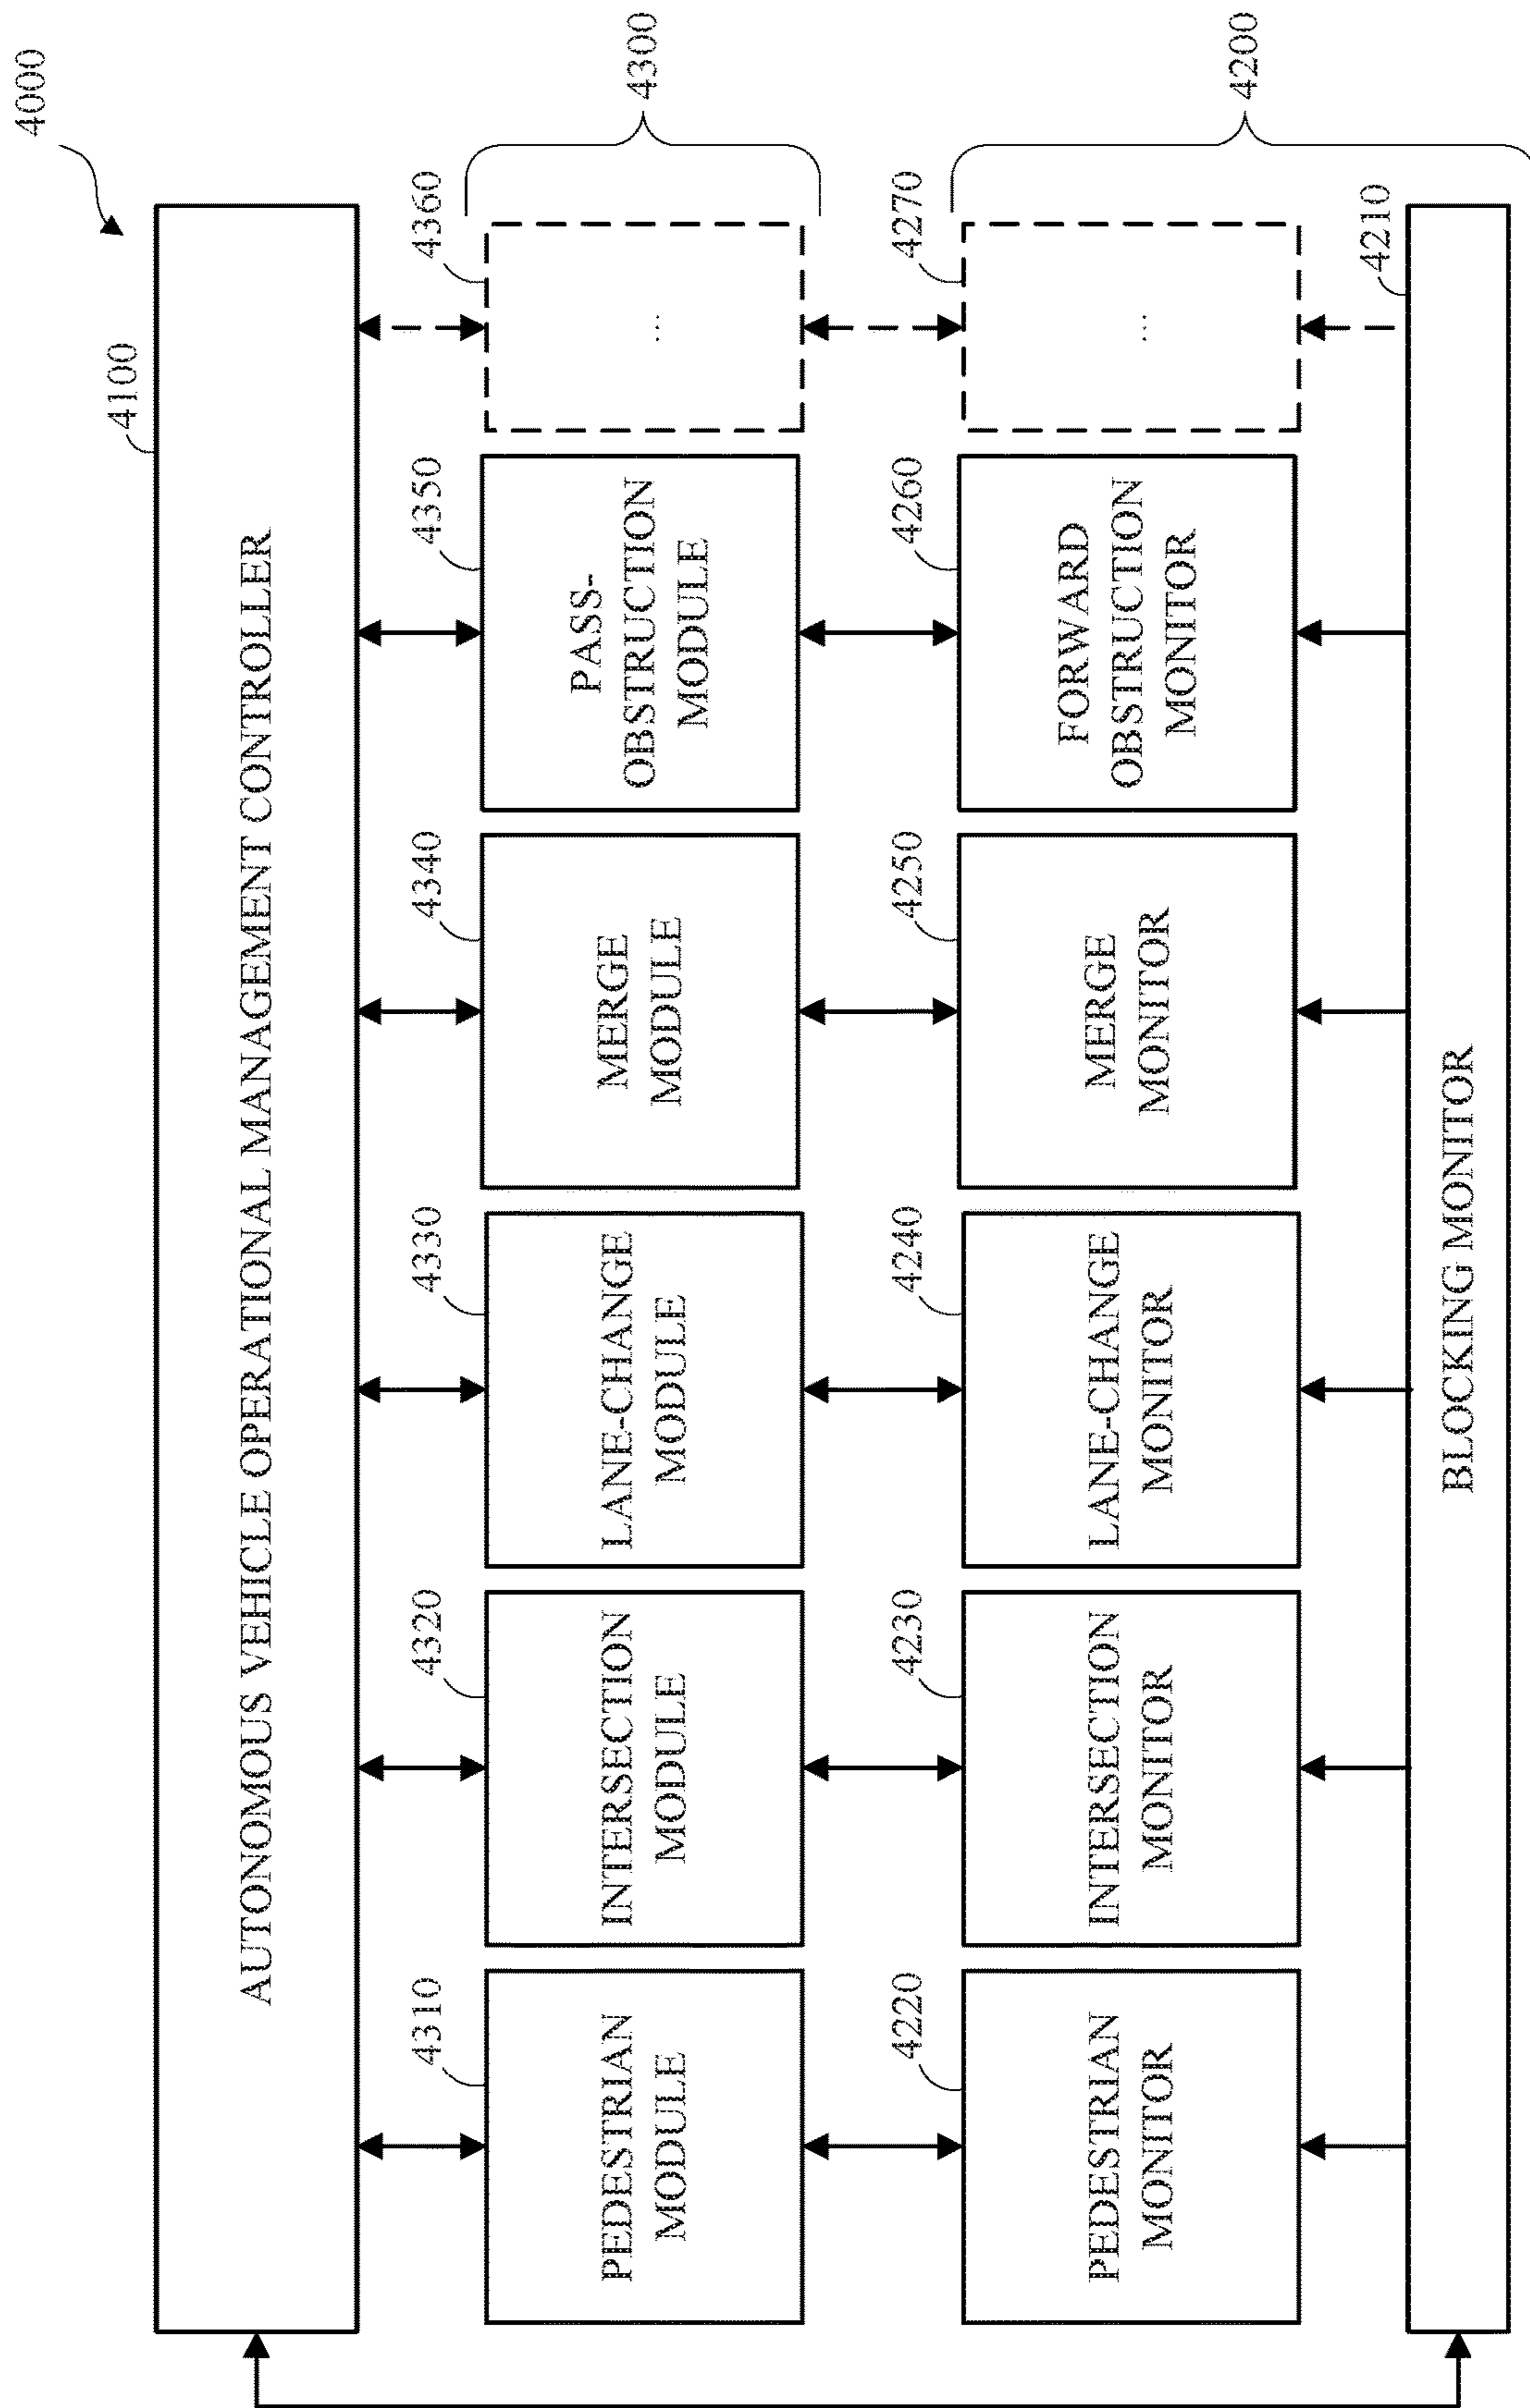 4000
4100
AUTONOMOUS VEHICLE OPERATIONAL MANAGEMENT CONTROLLER
4310
4320
4330
4340
4350
4360
4300
PEDESTRIAN
MODULE
INTERSECTION
MODULE
LANE-CHANGE
MODULE
MERGE
MODULE
PASS-
OBSTRUCTION
MODULE
...
4220
4230
4240
4250
4260
4270
4200
PEDESTRIAN
MONITOR
INTERSECTION
MONITOR
LANE-CHANGE
MONITOR
MERGE
MONITOR
FORWARD
OBSTRUCTION
MONITOR
...
4210
BLOCKING MONITOR